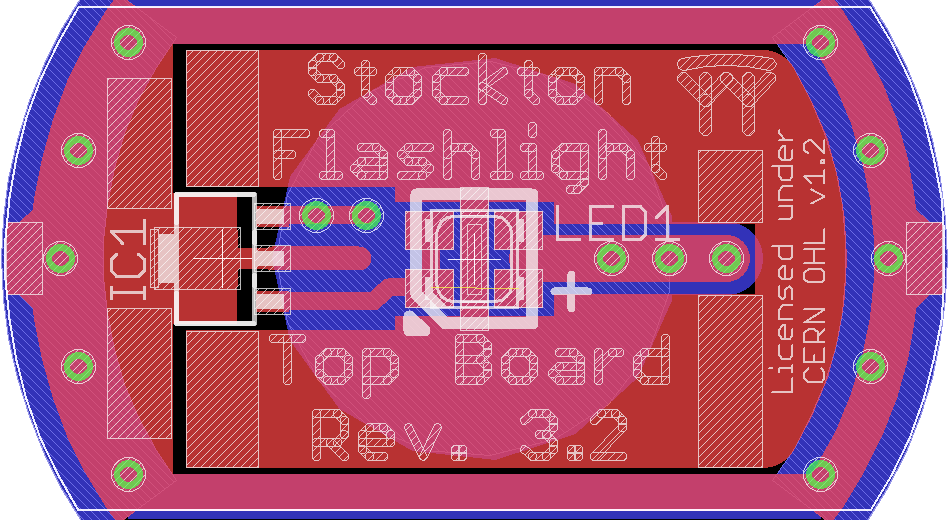 Stockton
Flashlight
IC1
LED1
+
Top Board
Rev. 3.2
Licensed under
CERN OHL v1.2